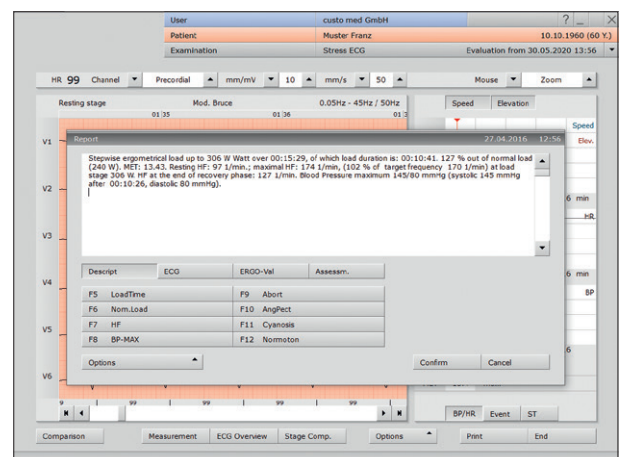 User custo med GmbH ? _ X
Patient Muster Franz 10.10.1960 (60 Y.)
Examination Stress ECG Evaluation from 30.05.2020 13:56
HR 99 Channel Precordial mm/mV 10 mm/s 50 Mouse Zoom
Resting stage Mod. Bruce 0.05Hz - 45Hz / 50Hz Speed Elevation
01 35 01 36 01 3
Speed
Report 27.04.2016 12:56
V1 Elev.
Stepwise ergometrical load up to 306 W Watt over 00:15:29, of which load duration is: 00:10:41. 127 % out of normal load
(240 W). MET: 13.43. Resting HF: 97 1/min.; maximal HF: 174 1/min, (102 % of target frequency 170 1/min) at load
stage 306 W. HF at the end of recovery phase: 127 1/min. Blood Pressure maximum 145/80 mmHg (systolic 145 mmHg
after 00:10:26, diastolic 80 mmHg).
V2
6 min
HR
V3
Descript ECG ERGO-Val Assessm.
6 min
V4
F5 LoadTime F9 Abort
BP
F6 Nom.Load F10 AngPect
F7 HF F11 Cyanosis
V5
F8 BP-MAX F12 Normoton
6
Options Confirm Cancel
V6
9 99 99 99 99
BP/HR Event ST
Comparison Measurement ECG Overview Stage Comp. Options Print End